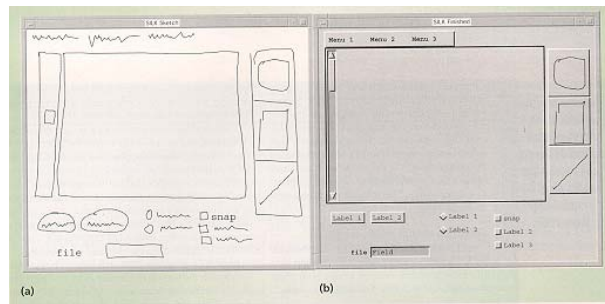 SILK Sketch
snap
file
(a)
SILK Finished
Menu 1 Menu 2 Menu 3
Label 1 Label 2
Label 1
Label 2
snap
Label 2
Label 3
file Field
(b)